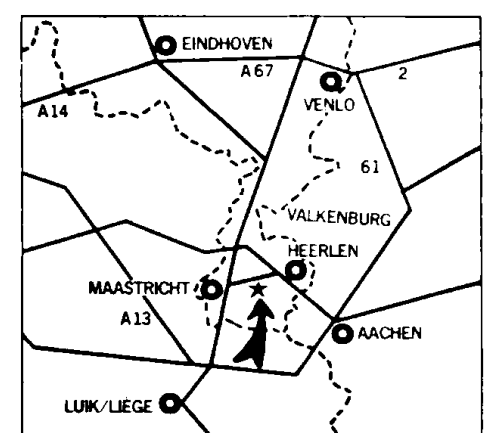 EINDHOVEN
A67
2
VENLO
A14
61
VALKENBURG
HEERLEN
MAASTRICHT
A13
AACHEN
LUIK/LIÈGE